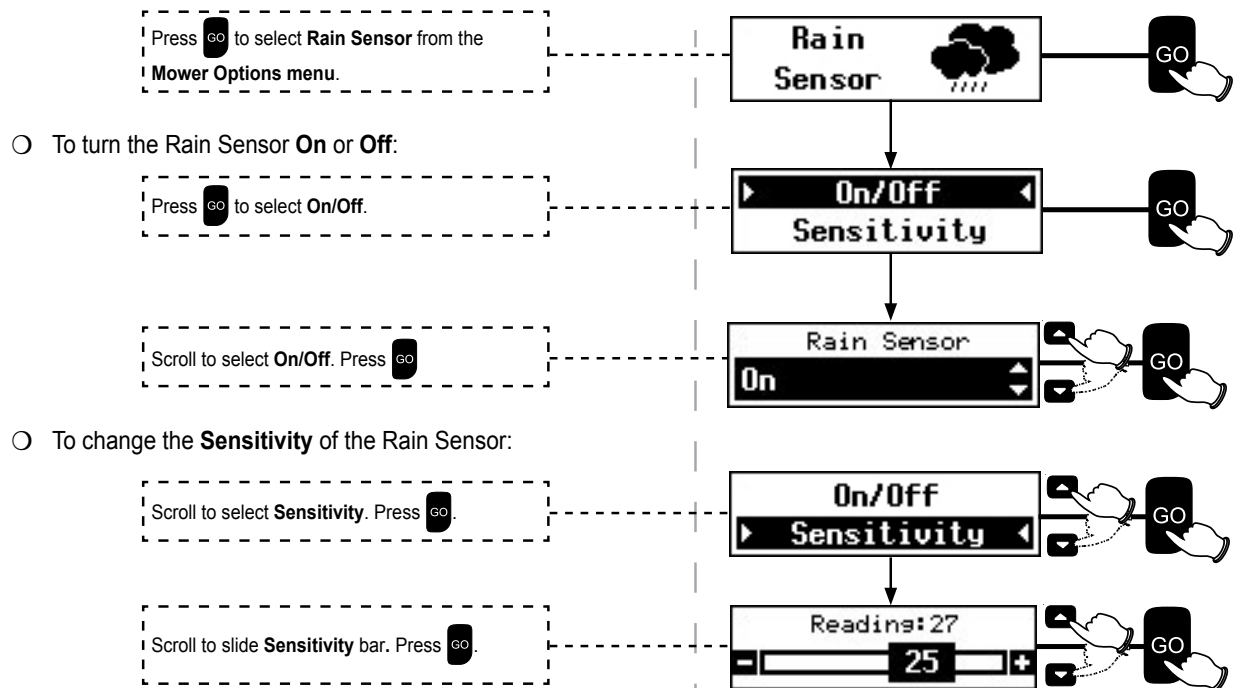 Press GO to select Rain Sensor from the
Mower Options menu.
Rain
Sensor
GO
To turn the Rain Sensor On or Off:
Press GO to select On/Off.
On/Off
Sensitivity
GO
Scroll to select On/Off. Press GO
Rain Sensor
On
GO
To change the Sensitivity of the Rain Sensor:
Scroll to select Sensitivity. Press GO.
On/Off
Sensitivity
GO
Scroll to slide Sensitivity bar. Press GO.
Reading:27
- 25 +
GO